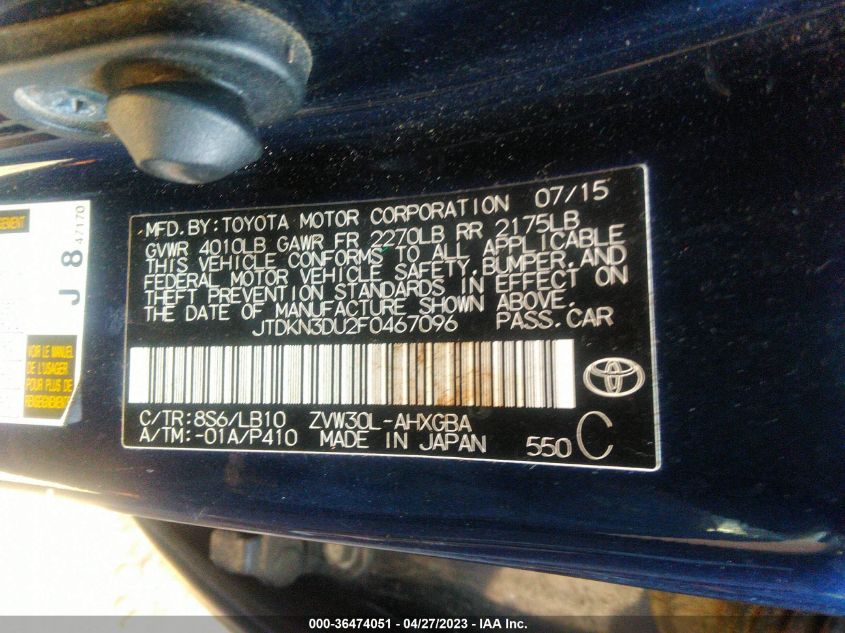 MFD. BY: TOYOTA MOTOR CORPORATION 07/15
GVWR 4010LB GAWR FR 2270LB RR 2175LB
THIS VEHICLE CONFORMS TO ALL APPLICABLE
FEDERAL MOTOR VEHICLE SAFETY, BUMPER, AND
THEFT PREVENTION STANDARDS IN EFFECT ON
THE DATE OF MANUFACTURE SHOWN ABOVE.
JTDKN3DU2F0467096 PASS. CAR
C/TR: 8S6/LB10 ZVW30L-AHXGBA
A/TM: -01A/P410 MADE IN JAPAN 550 C
J 8 47170
VOIR LE MANUEL
DE L'USAGER
POUR PLUS DE
RENSEIGNEMENTS
000-36474051 / 04/27/2023 - IAA Inc.